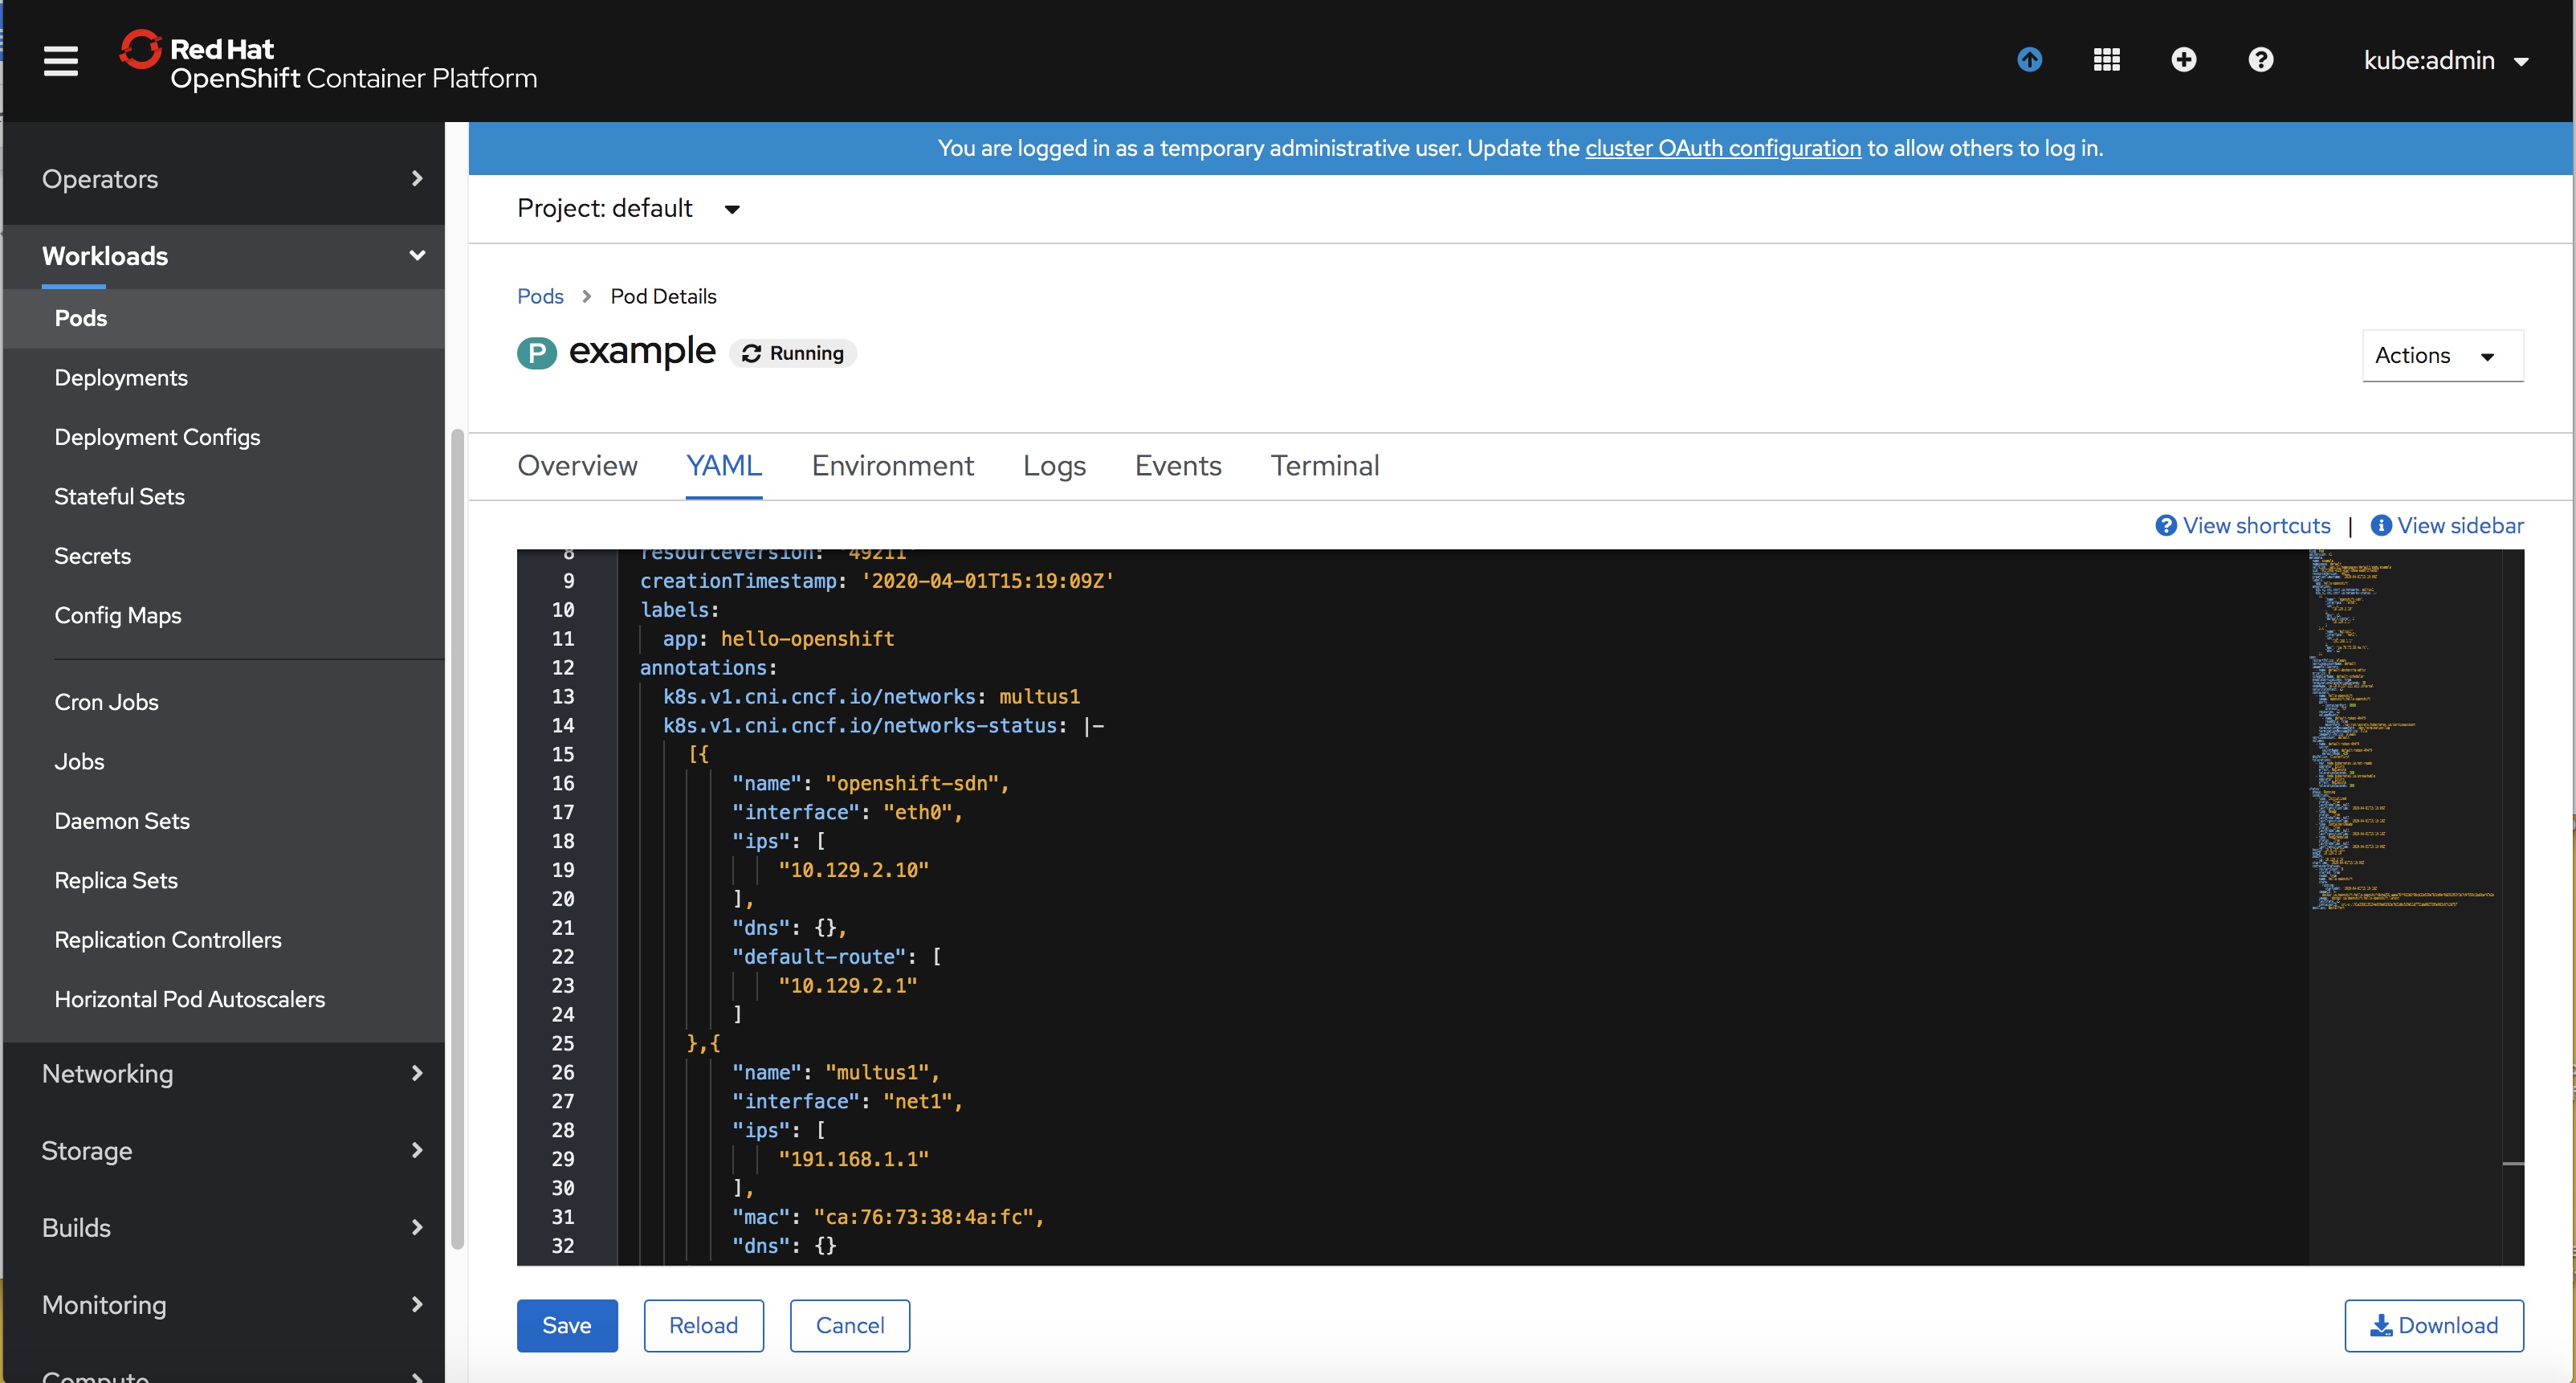 Red Hat
OpenShift Container Platform
kube:admin
You are logged in as a temporary administrative user. Update the cluster OAuth configuration to allow others to log in.
Operators
Workloads
Pods
Deployments
Deployment Configs
Stateful Sets
Secrets
Config Maps
Cron Jobs
Jobs
Daemon Sets
Replica Sets
Replication Controllers
Horizontal Pod Autoscalers
Networking
Storage
Builds
Monitoring
Compute
Project: default
Pods > Pod Details
P example Running
Actions
Overview YAML Environment Logs Events Terminal
View shortcuts | View sidebar
8 resourceVersion: '49211'
9 creationTimestamp: '2020-04-01T15:19:09Z'
10 labels:
11 app: hello-openshift
12 annotations:
13 k8s.v1.cni.cncf.io/networks: multus1
14 k8s.v1.cni.cncf.io/networks-status: |-
15 [{
16 "name": "openshift-sdn",
17 "interface": "eth0",
18 "ips": [
19 "10.129.2.10"
20 ],
21 "dns": {},
22 "default-route": [
23 "10.129.2.1"
24 ]
25 },{
26 "name": "multus1",
27 "interface": "net1",
28 "ips": [
29 "191.168.1.1"
30 ],
31 "mac": "ca:76:73:38:4a:fc",
32 "dns": {}
Save Reload Cancel
Download